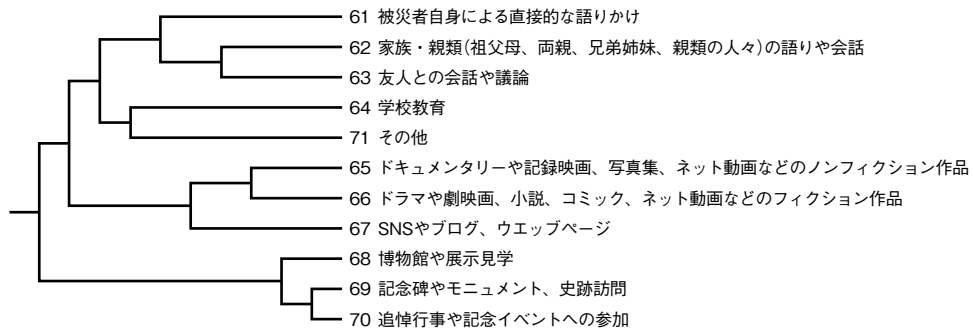 61 被災者自身による直接的な語りかけ
62 家族・親類(祖父母、両親、兄弟姉妹、親類の人々)の語りや会話
63 友人との会話や議論
64 学校教育
71 その他
65 ドキュメンタリーや記録映画、写真集、ネット動画などのノンフィクション作品
66 ドラマや劇映画、小説、コミック、ネット動画などのフィクション作品
67 SNSやブログ、ウエッブページ
68 博物館や展示見学
69 記念碑やモニュメント、史跡訪問
70 追悼行事や記念イベントへの参加